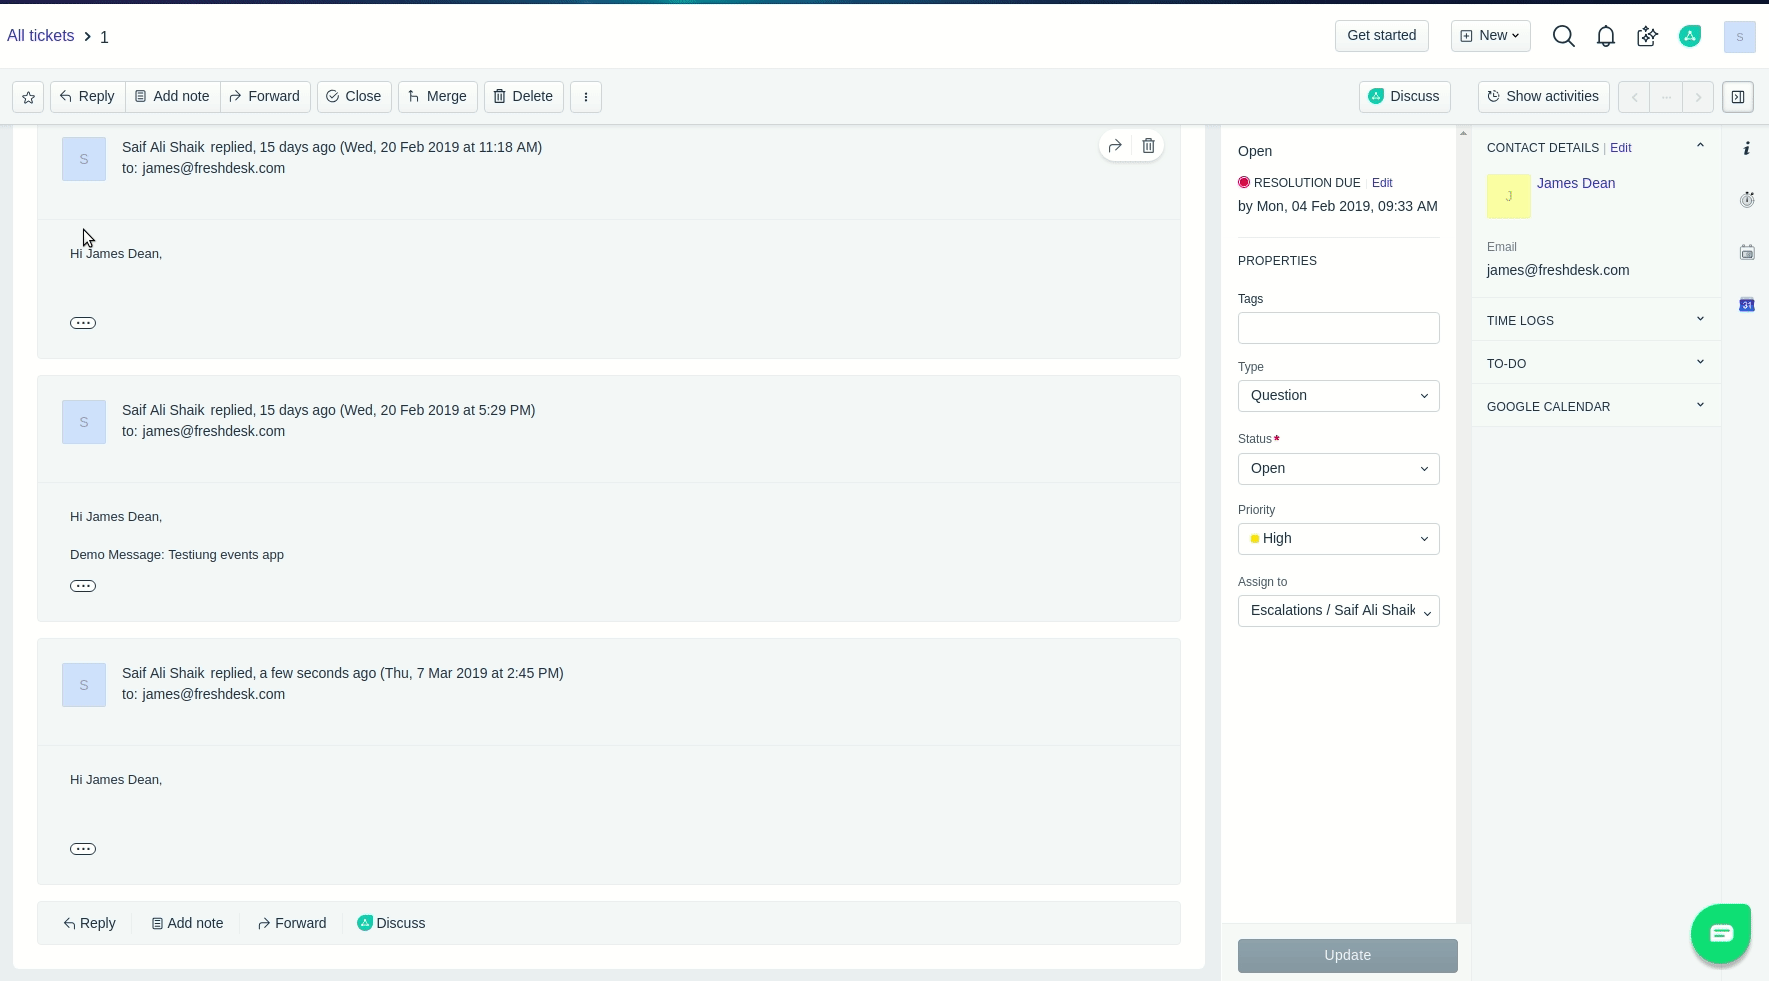 All tickets > 1
Get started
New
S
Reply
Add note
Forward
Close
Merge
Delete
Discuss
Show activities
S
Saif Ali Shaik replied, 15 days ago (Wed, 20 Feb 2019 at 11:18 AM)
to: james@freshdesk.com
Hi James Dean,
S
Saif Ali Shaik replied, 15 days ago (Wed, 20 Feb 2019 at 5:29 PM)
to: james@freshdesk.com
Hi James Dean,
Demo Message: Testiung events app
S
Saif Ali Shaik replied, a few seconds ago (Thu, 7 Mar 2019 at 2:45 PM)
to: james@freshdesk.com
Hi James Dean,
Reply
Add note
Forward
Discuss
Open
RESOLUTION DUE
Edit
by Mon, 04 Feb 2019, 09:33 AM
PROPERTIES
Tags
Type
Question
Status*
Open
Priority
High
Assign to
Escalations / Saif Ali Shaik
Update
CONTACT DETAILS | Edit
J
James Dean
Email
james@freshdesk.com
TIME LOGS
TO-DO
GOOGLE CALENDAR
i
31